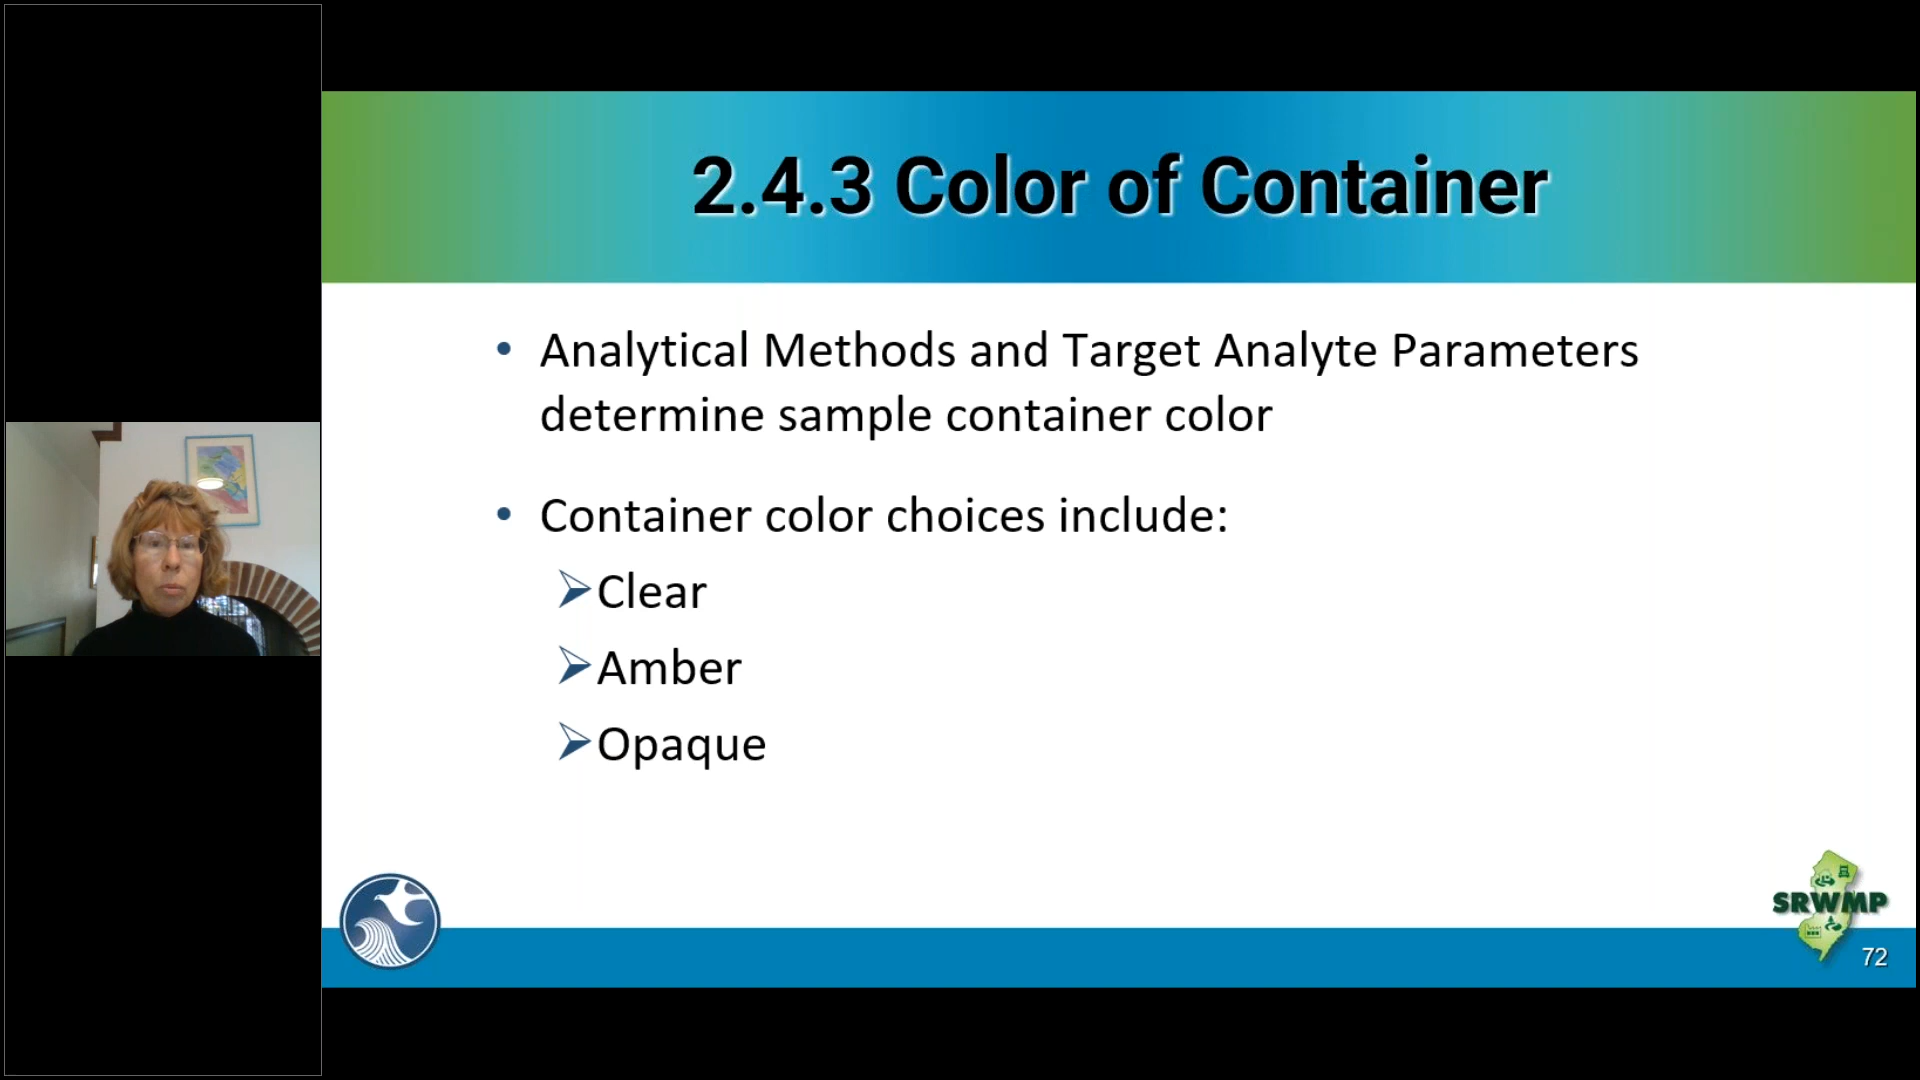 2.4.3 Color of Container
• Analytical Methods and Target Analyte Parameters
determine sample container color
• Container color choices include:
➢Clear
➢Amber
➢Opaque
SRWMP
72